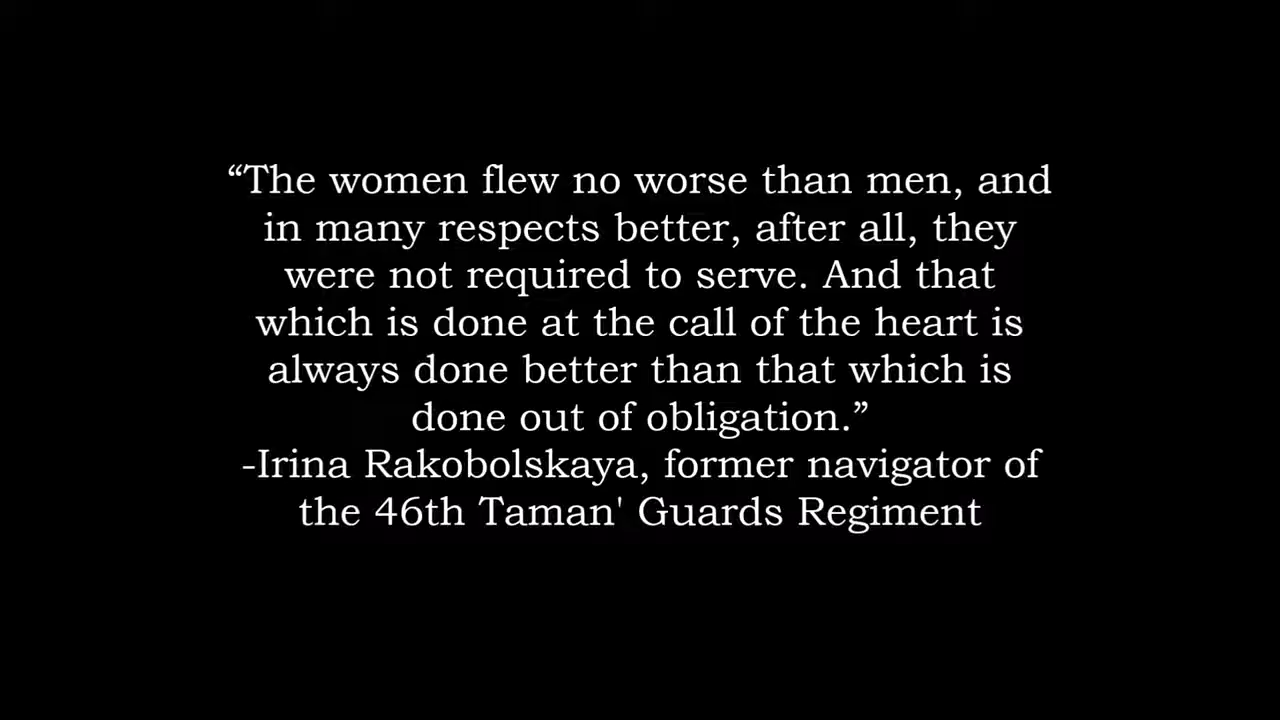 “The women flew no worse than men, and
in many respects better, after all, they
were not required to serve. And that
which is done at the call of the heart is
always done better than that which is
done out of obligation.”
-Irina Rakobolskaya, former navigator of
the 46th Taman' Guards Regiment